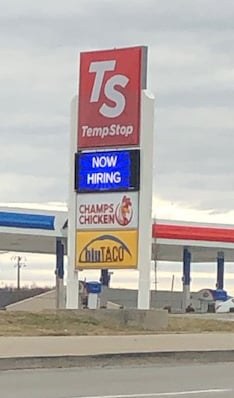 TS
TempStop
NOW
HIRING
CHAMPS
CHICKEN
bluTACO